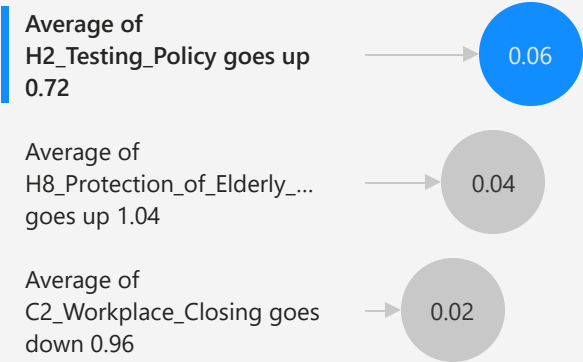 Average of
H2_Testing_Policy goes up
0.72
0.06
Average of
H8_Protection_of_Elderly_...
goes up 1.04
0.04
Average of
C2_Workplace_Closing goes
down 0.96
0.02